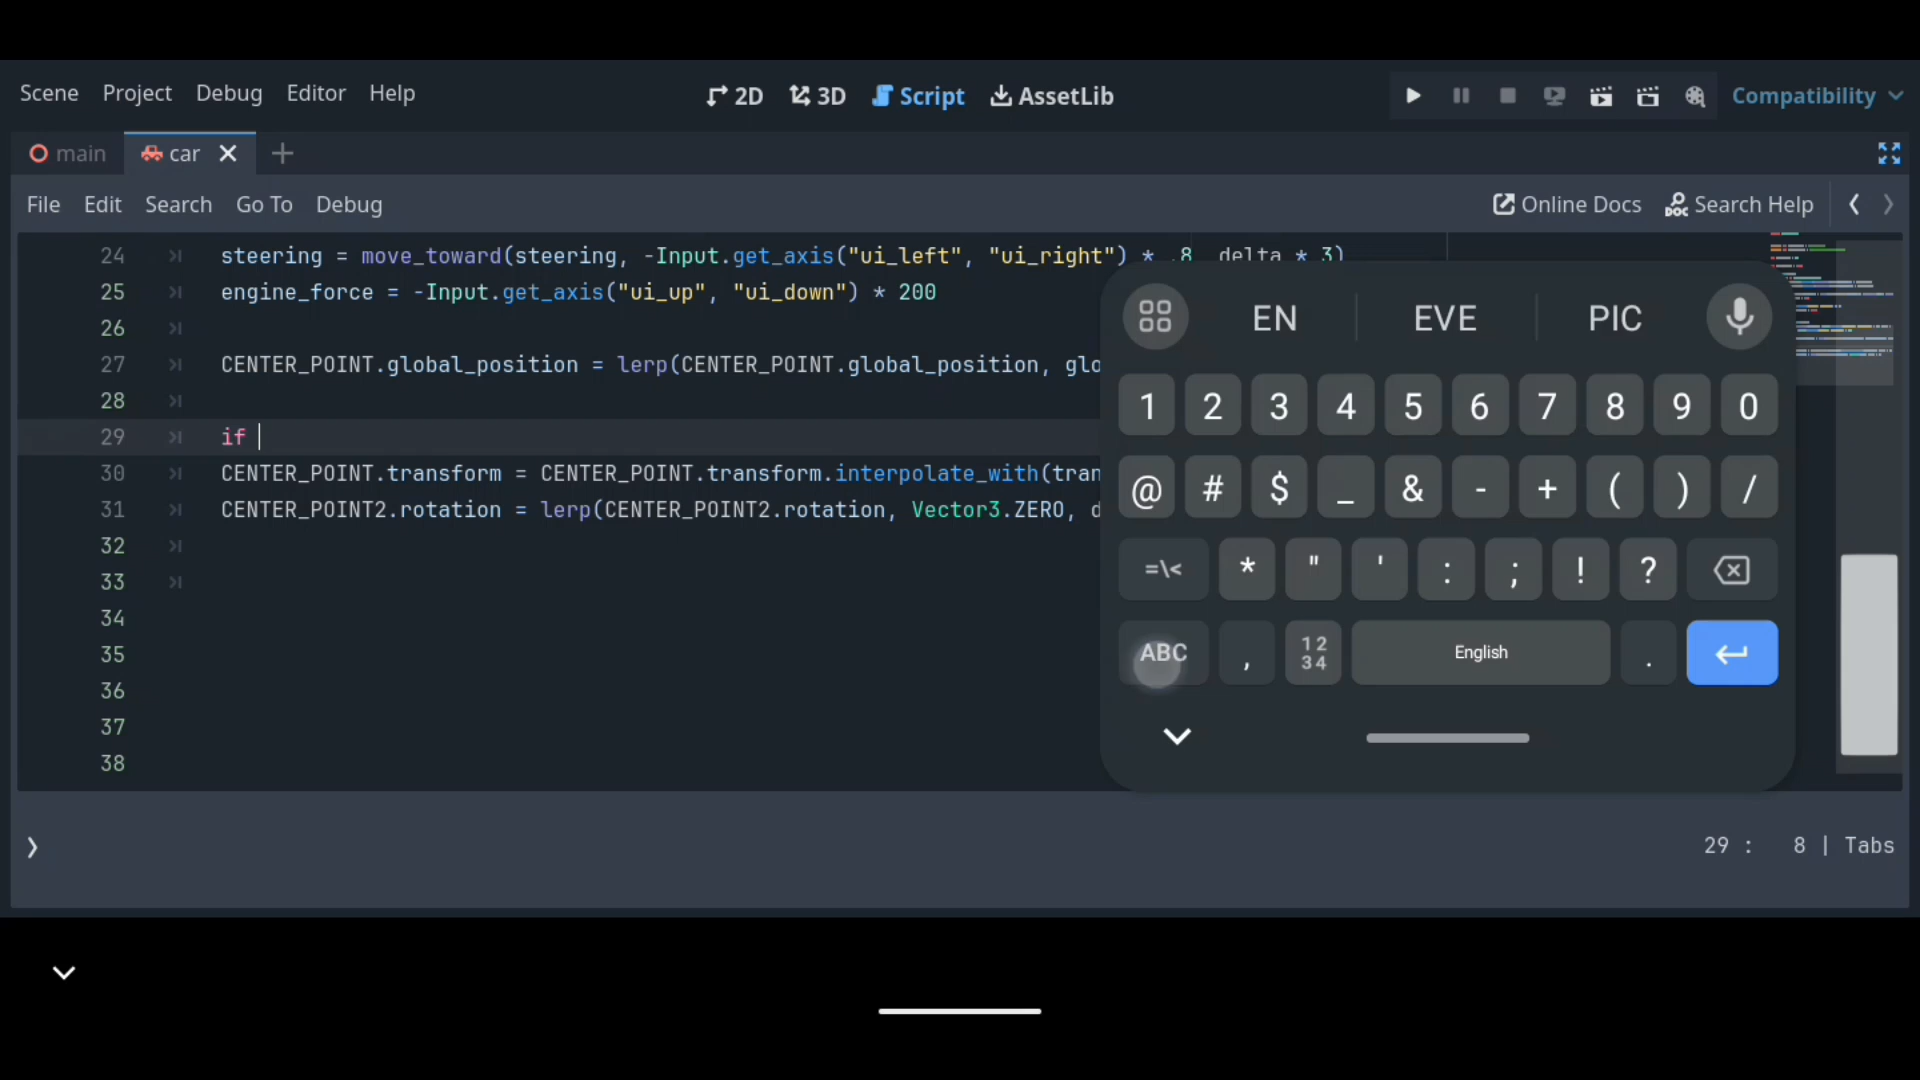 Scene Project Debug Editor Help 2D 3D Script AssetLib Compatibility
main car
File Edit Search Go To Debug Online Docs Search Help
24 steering = move_toward(steering, -Input.get_axis("ui_left", "ui_right") * .8 delta * 3)
25 engine_force = -Input.get_axis("ui_up", "ui_down") * 200
26
27 CENTER_POINT.global_position = lerp(CENTER_POINT.global_position, glo
28
29 if
30 CENTER_POINT.transform = CENTER_POINT.transform.interpolate_with(tran
31 CENTER_POINT2.rotation = lerp(CENTER_POINT2.rotation, Vector3.ZERO, d
32
33
34
35
36
37
38
EN EVE PIC
1 2 3 4 5 6 7 8 9 0
@ # $ _ & - + ( ) /
=\< * " ' : ; ! ?
ABC , 12 34 English .
29 : 8 | Tabs